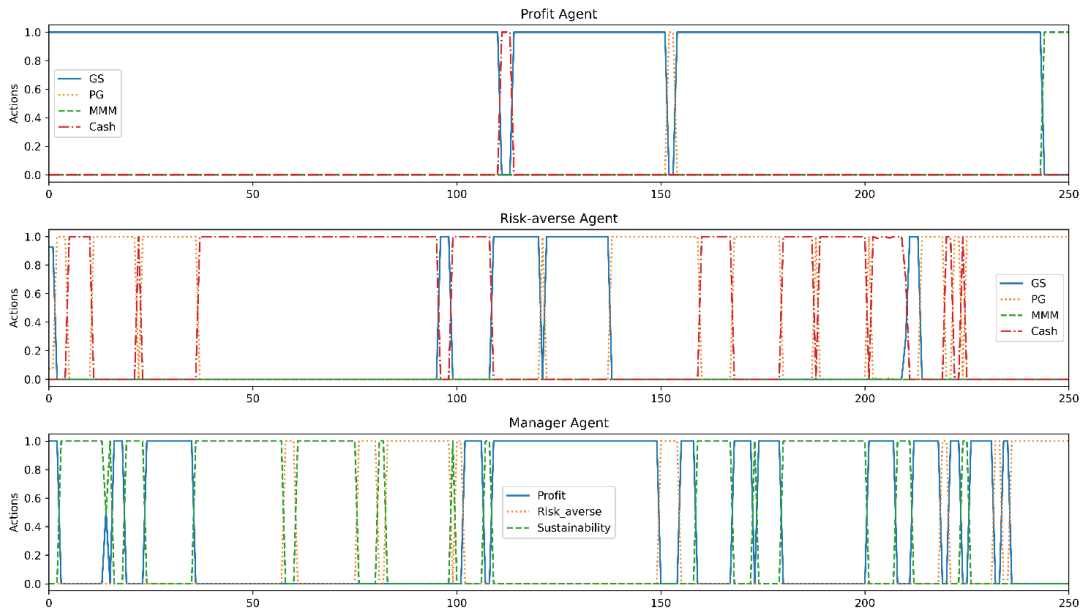 Profit Agent
1.0
0.8
0.6
0.4
0.2
0.0
Actions
GS
PG
MMM
Cash
0 50 100 150 200 250
Risk-averse Agent
1.0
0.8
0.6
0.4
0.2
0.0
Actions
GS
PG
MMM
Cash
0 50 100 150 200 250
Manager Agent
1.0
0.8
0.6
0.4
0.2
0.0
Actions
Profit
Risk_averse
Sustainability
0 50 100 150 200 250